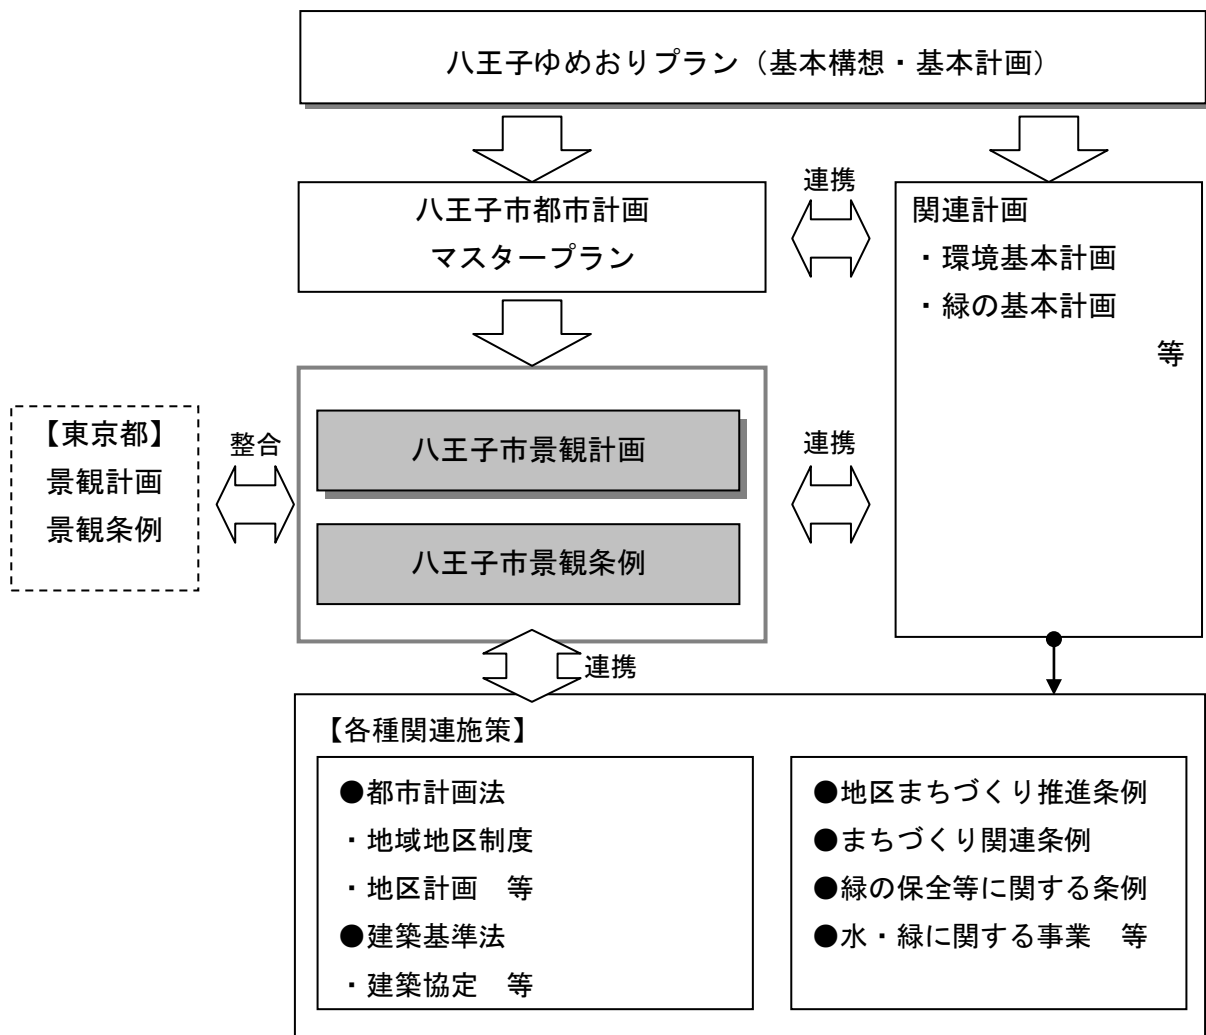 八王子ゆめおりプラン（基本構想・基本計画）
八王子市都市計画
マスタープラン
連携
関連計画
・環境基本計画
・緑の基本計画
等
【東京都】
景観計画
景観条例
整合
八王子市景観計画
八王子市景観条例
連携
連携
【各種関連施策】
●都市計画法
・地域地区制度
・地区計画　等
●建築基準法
・建築協定　等
●地区まちづくり推進条例
●まちづくり関連条例
●緑の保全等に関する条例
●水・緑に関する事業　等